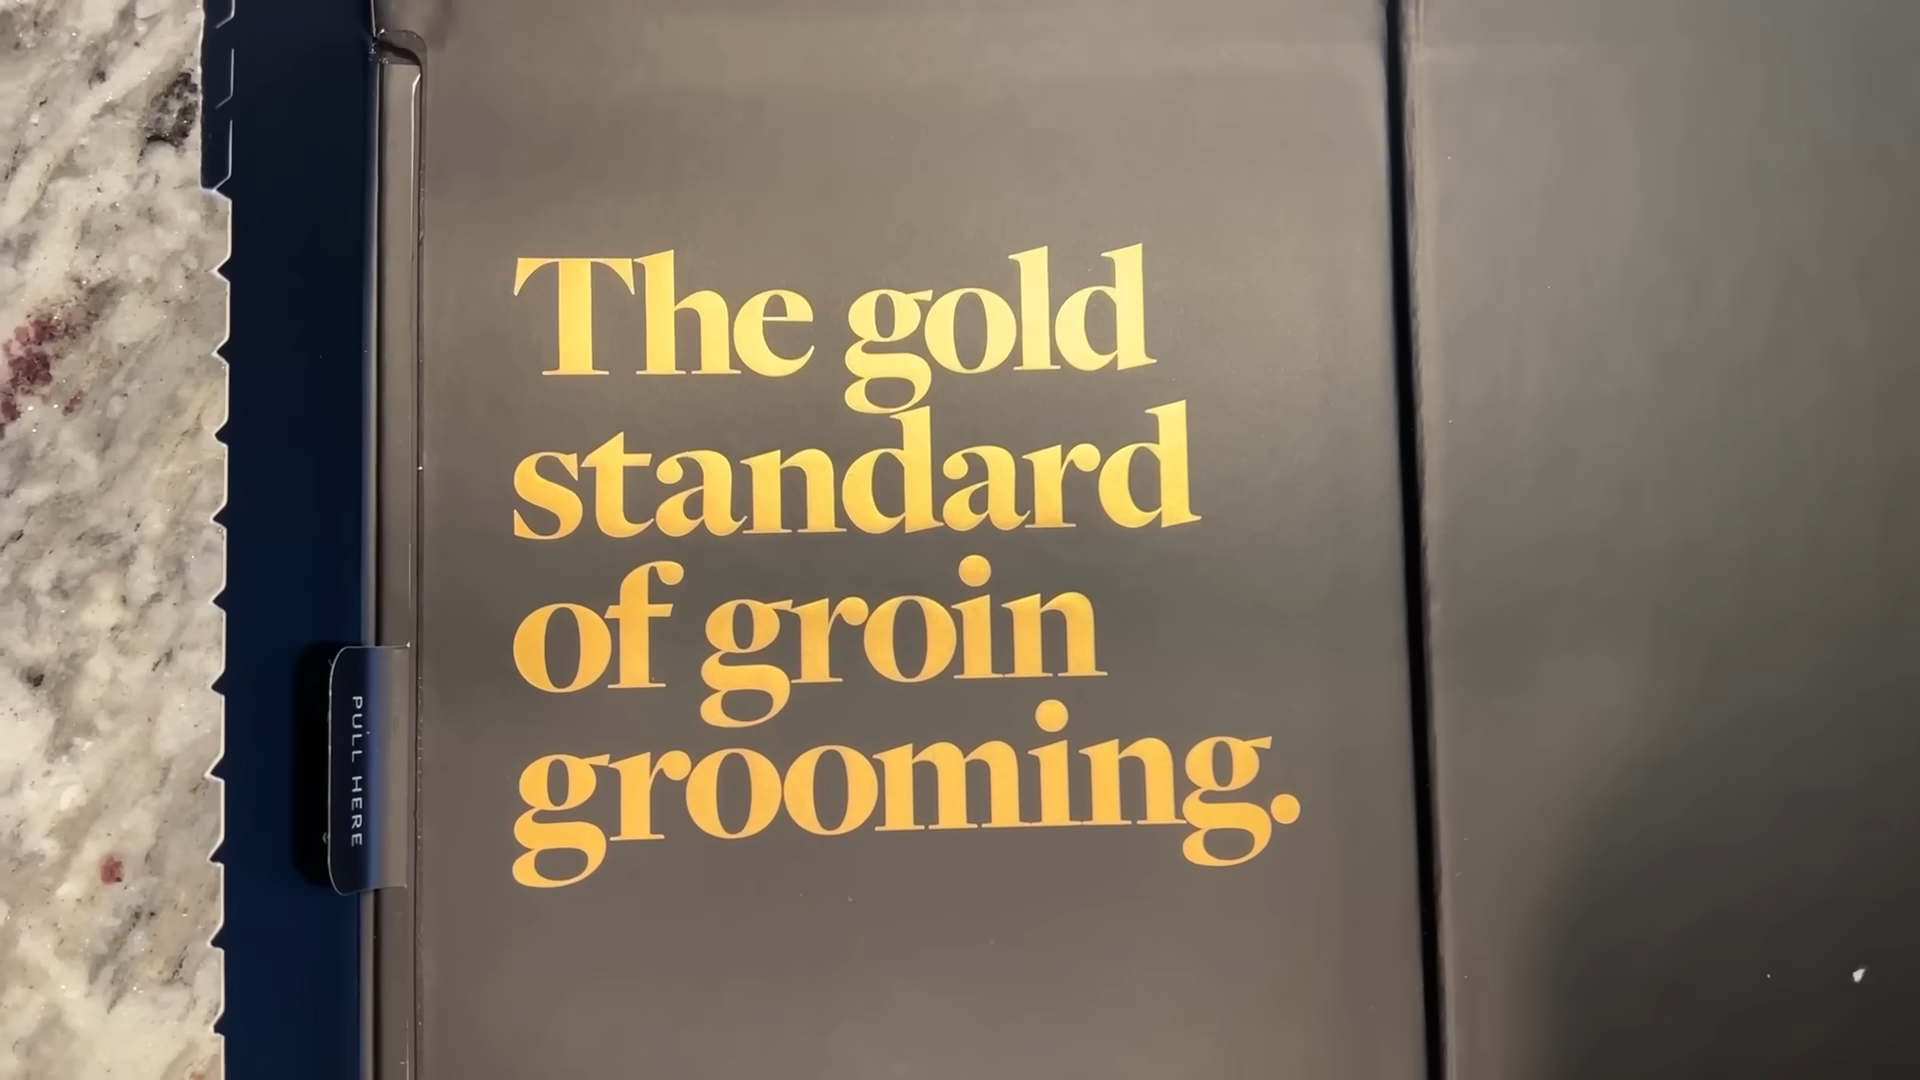 The gold
standard
of groin
grooming.
PULL HERE